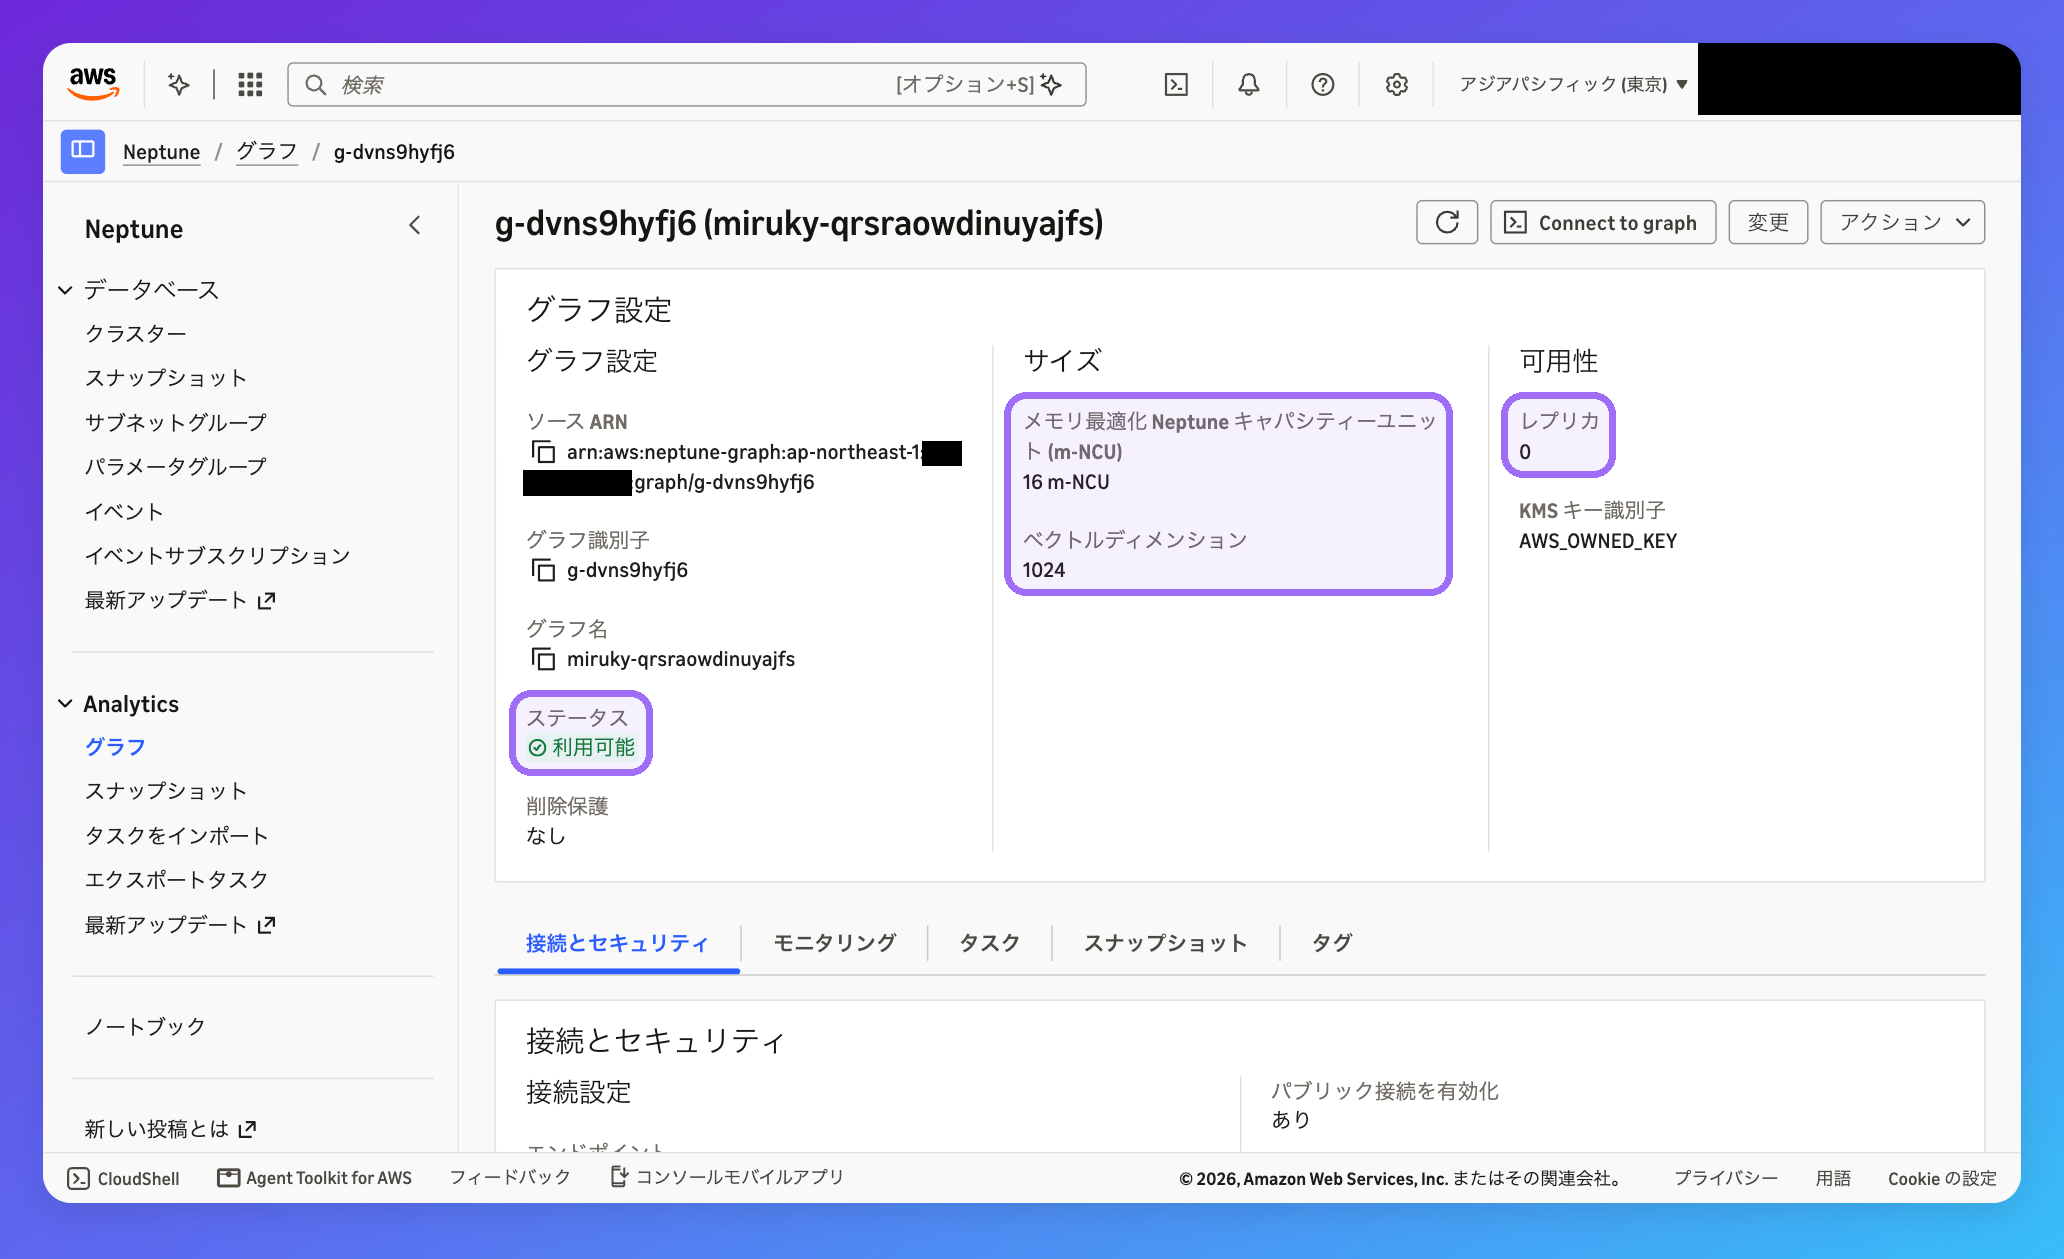 aws
検索
[オプション+S]
アジアパシフィック (東京) ▼
Neptune / グラフ / g-dvns9hyfj6
Neptune
データベース
クラスター
スナップショット
サブネットグループ
パラメータグループ
イベント
イベントサブスクリプション
最新アップデート
Analytics
グラフ
スナップショット
タスクをインポート
エクスポートタスク
最新アップデート
ノートブック
新しい投稿とは
g-dvns9hyfj6 (miruky-qrsraowdinuyajfs)
Connect to graph
変更
アクション
グラフ設定
グラフ設定
ソース ARN
arn:aws:neptune-graph:ap-northeast-1:
:graph/g-dvns9hyfj6
グラフ識別子
g-dvns9hyfj6
グラフ名
miruky-qrsraowdinuyajfs
ステータス
利用可能
削除保護
なし
サイズ
メモリ最適化 Neptune キャパシティーユニッ
ト (m-NCU)
16 m-NCU
ベクトルディメンション
1024
可用性
レプリカ
0
KMS キー識別子
AWS_OWNED_KEY
接続とセキュリティ
モニタリング
タスク
スナップショット
タグ
接続とセキュリティ
接続設定
エンドポイント
パブリック接続を有効化
あり
CloudShell
Agent Toolkit for AWS
フィードバック
コンソールモバイルアプリ
© 2026, Amazon Web Services, Inc. またはその関連会社。
プライバシー
用語
Cookie の設定